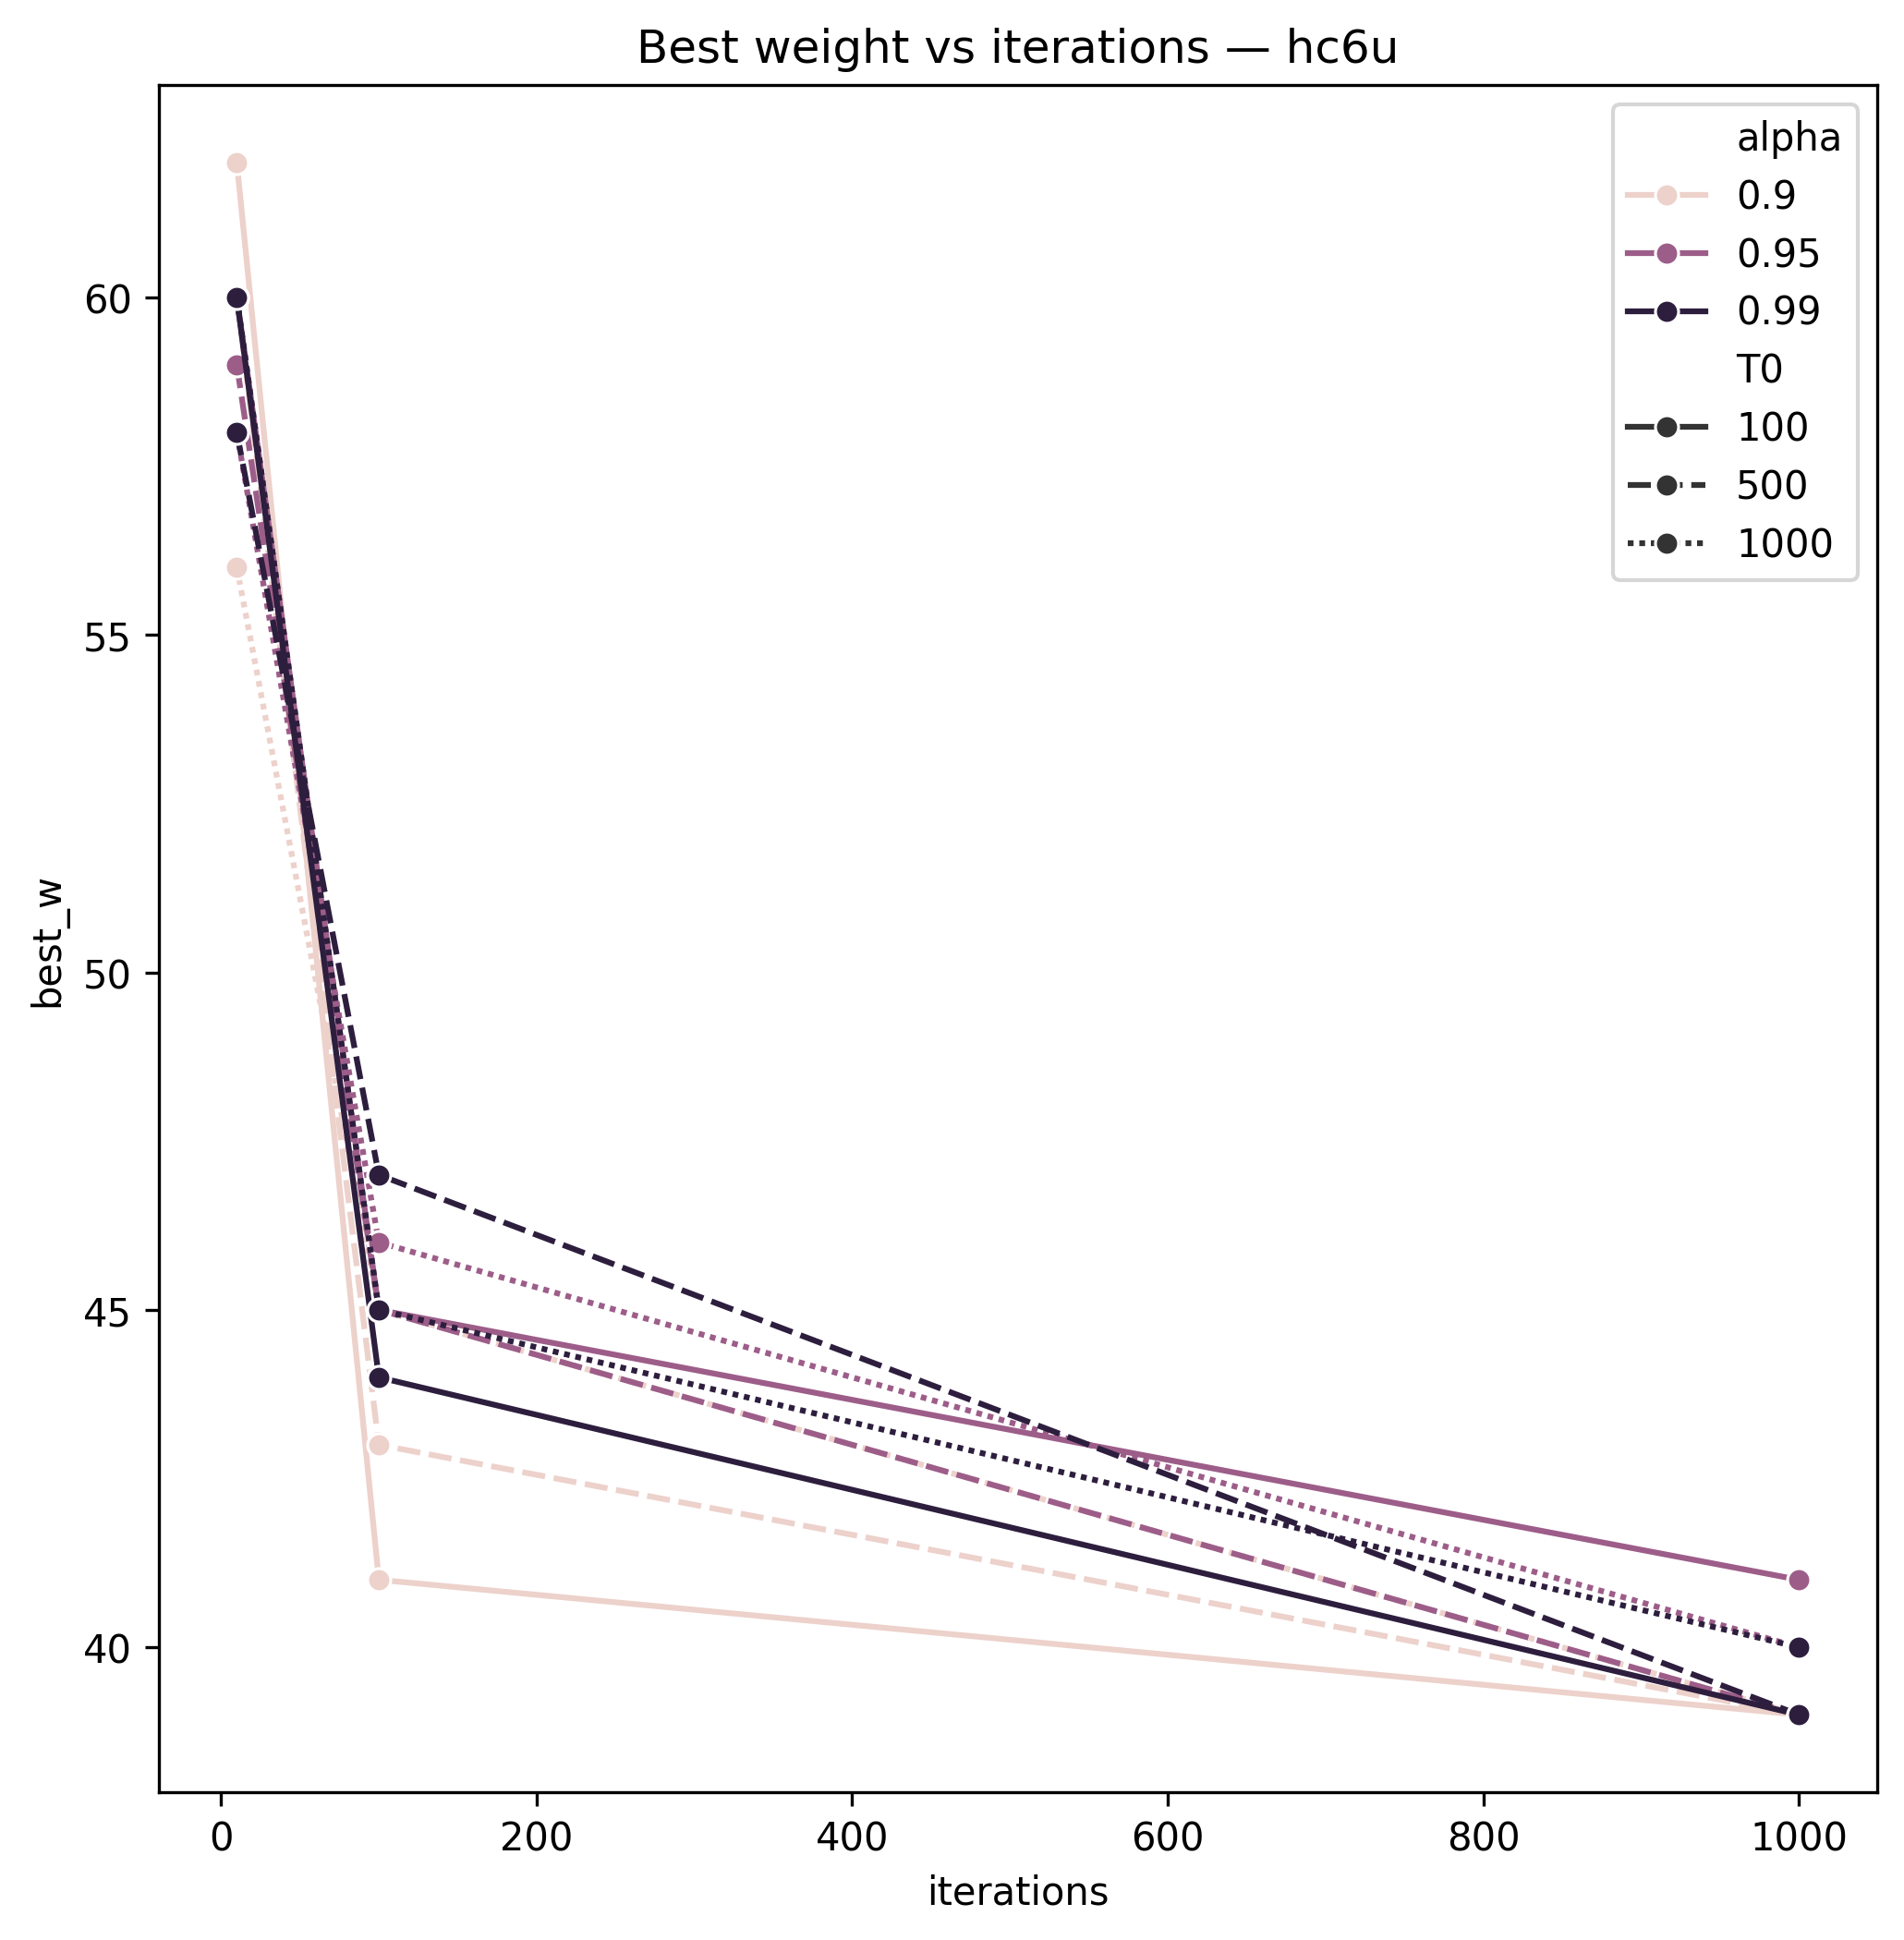 Best weight vs iterations — hc6u
alpha
0.9
0.95
0.99
T0
100
500
1000
60
55
50
45
40
best_w
0 200 400 600 800 1000
iterations